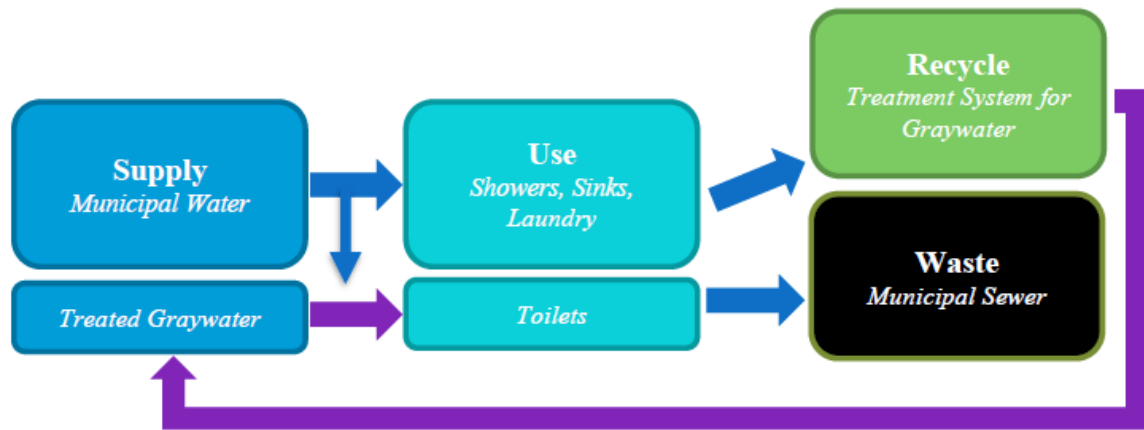 Supply
Municipal Water
Treated Graywater
Use
Showers, Sinks,
Laundry
Toilets
Recycle
Treatment System for
Graywater
Waste
Municipal Sewer